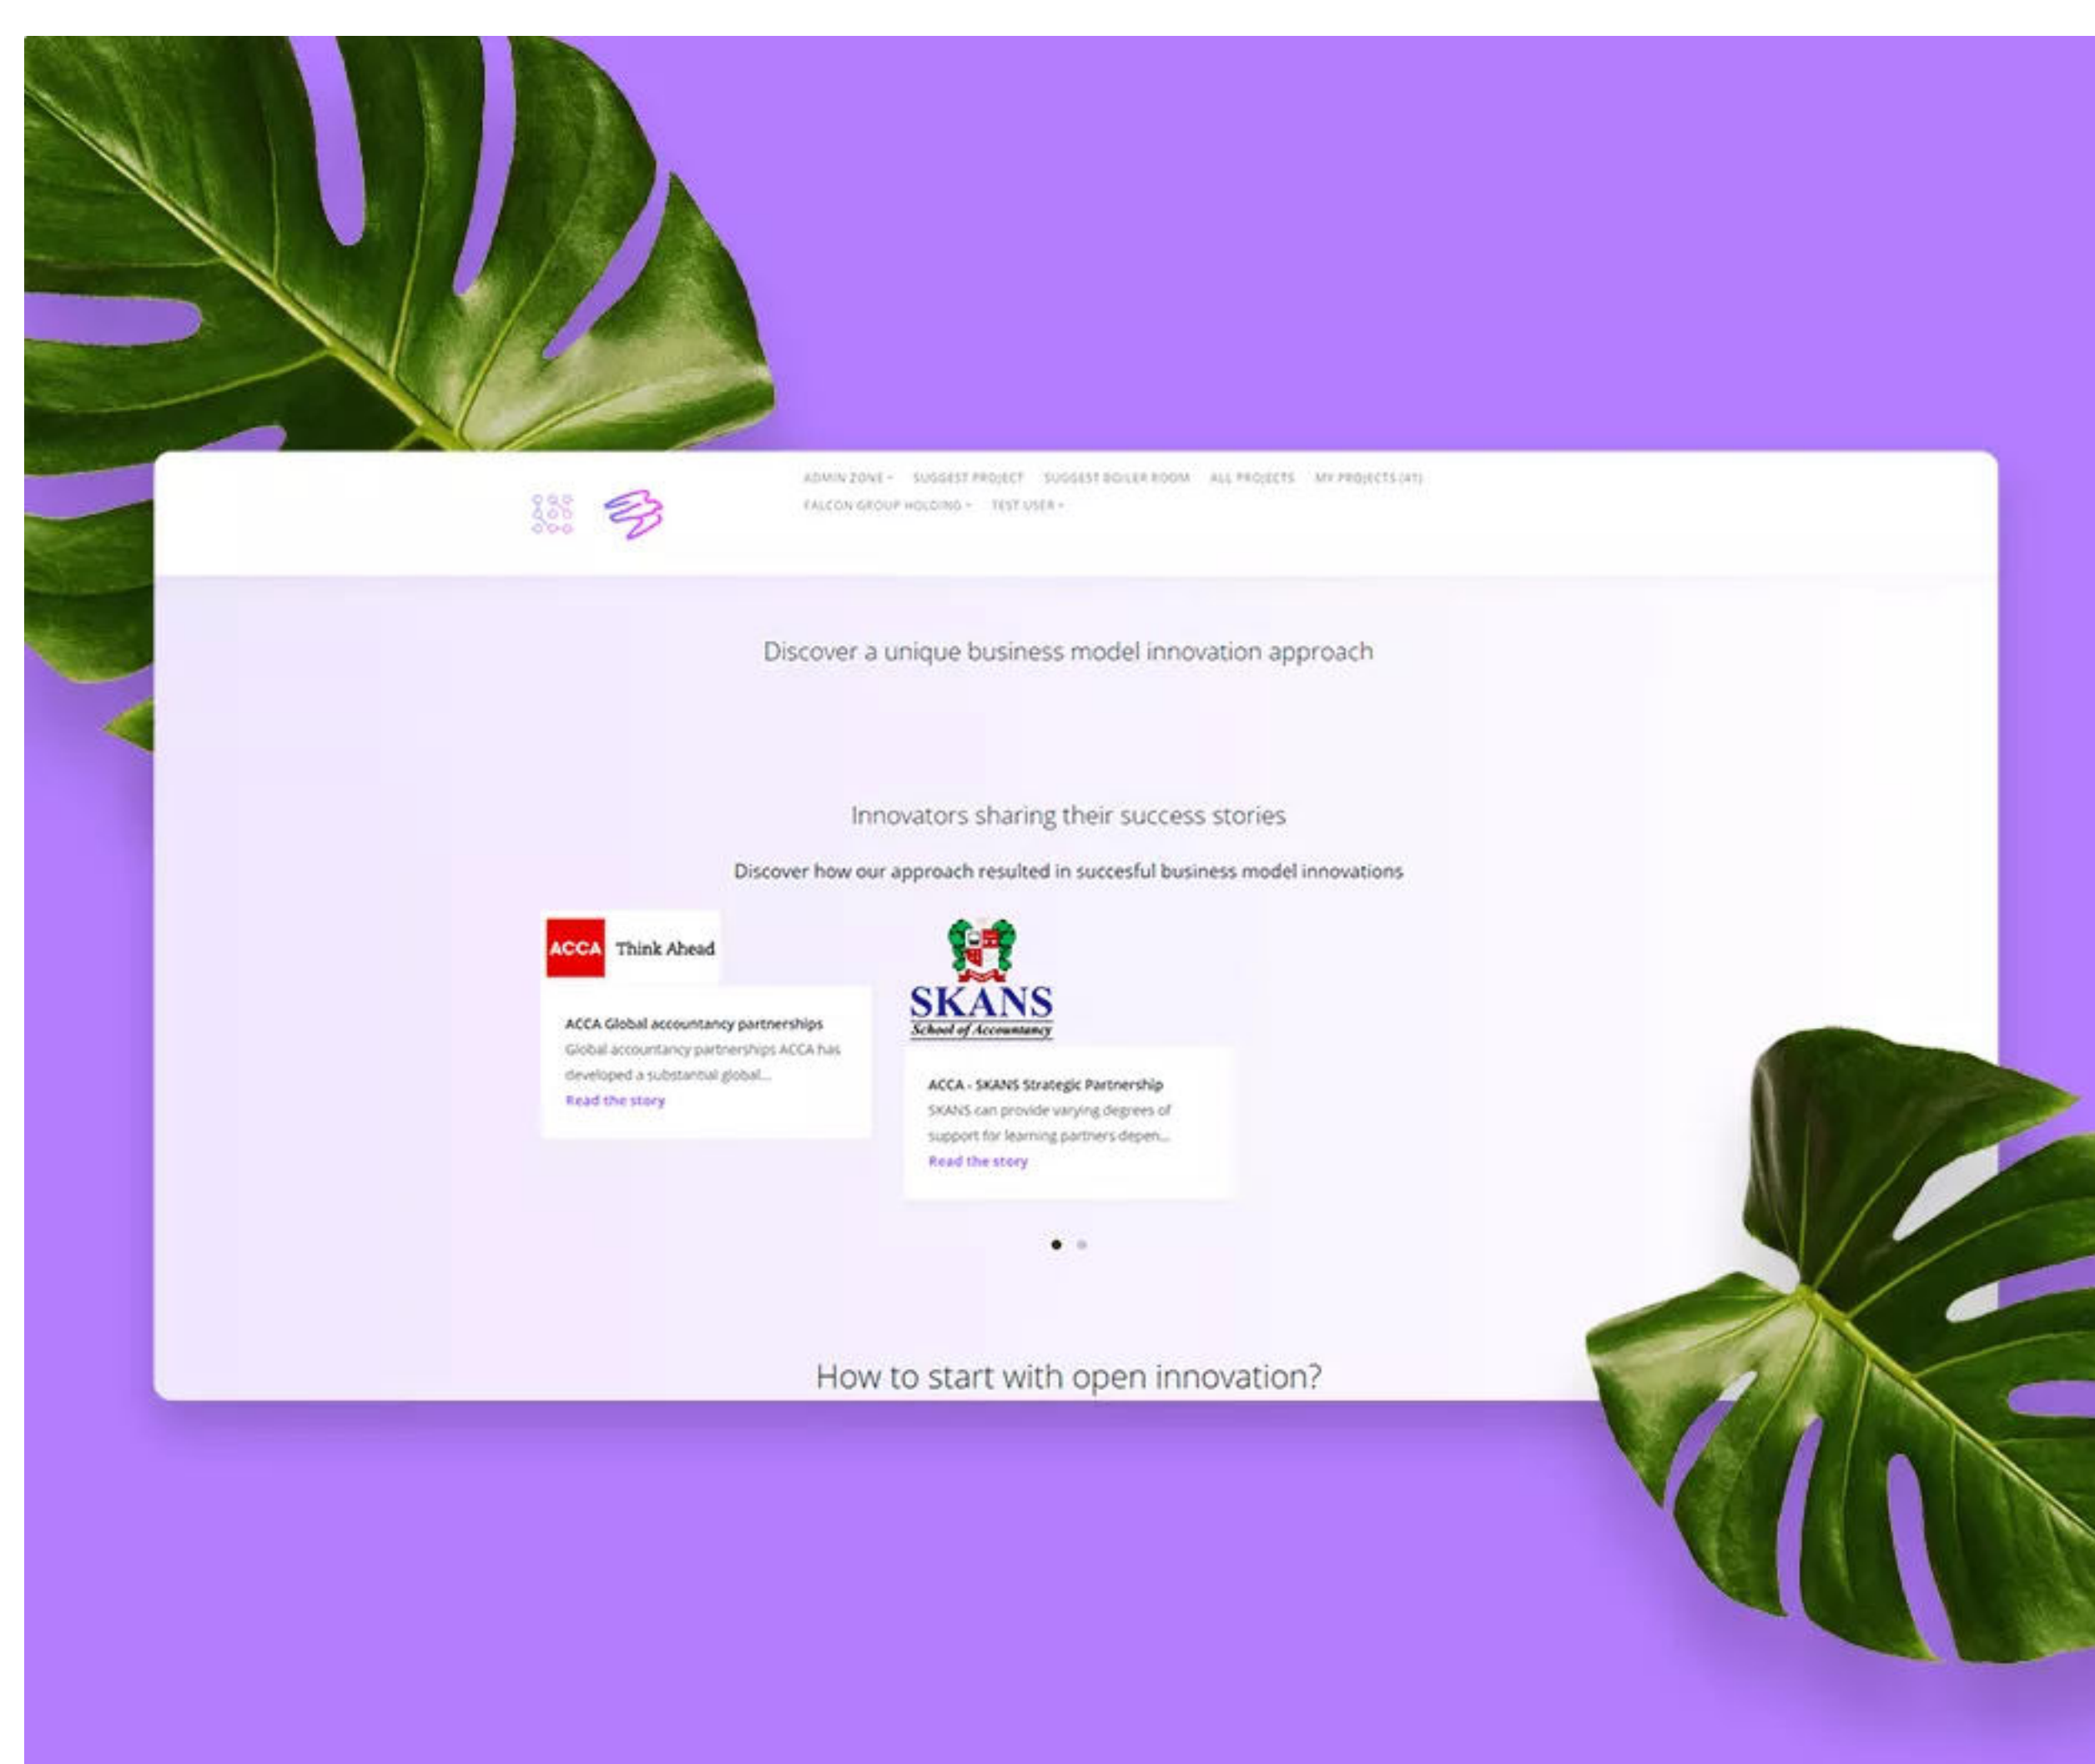 ADMIN ZONE SUGGEST PROJECT SUGGEST BOILER ROOM ALL PROJECTS MY PROJECTS (41)
FALCON GROUP HOLDING TEST USER
Discover a unique business model innovation approach
Innovators sharing their success stories
Discover how our approach resulted in succesful business model innovations
ACCA Think Ahead
ACCA Global accountancy partnerships
Global accountancy partnerships ACCA has
developed a substantial global...
Read the story
SKANS
School of Accountancy
ACCA - SKANS Strategic Partnership
SKANS can provide varying degrees of
support for learning partners depen...
Read the story
How to start with open innovation?